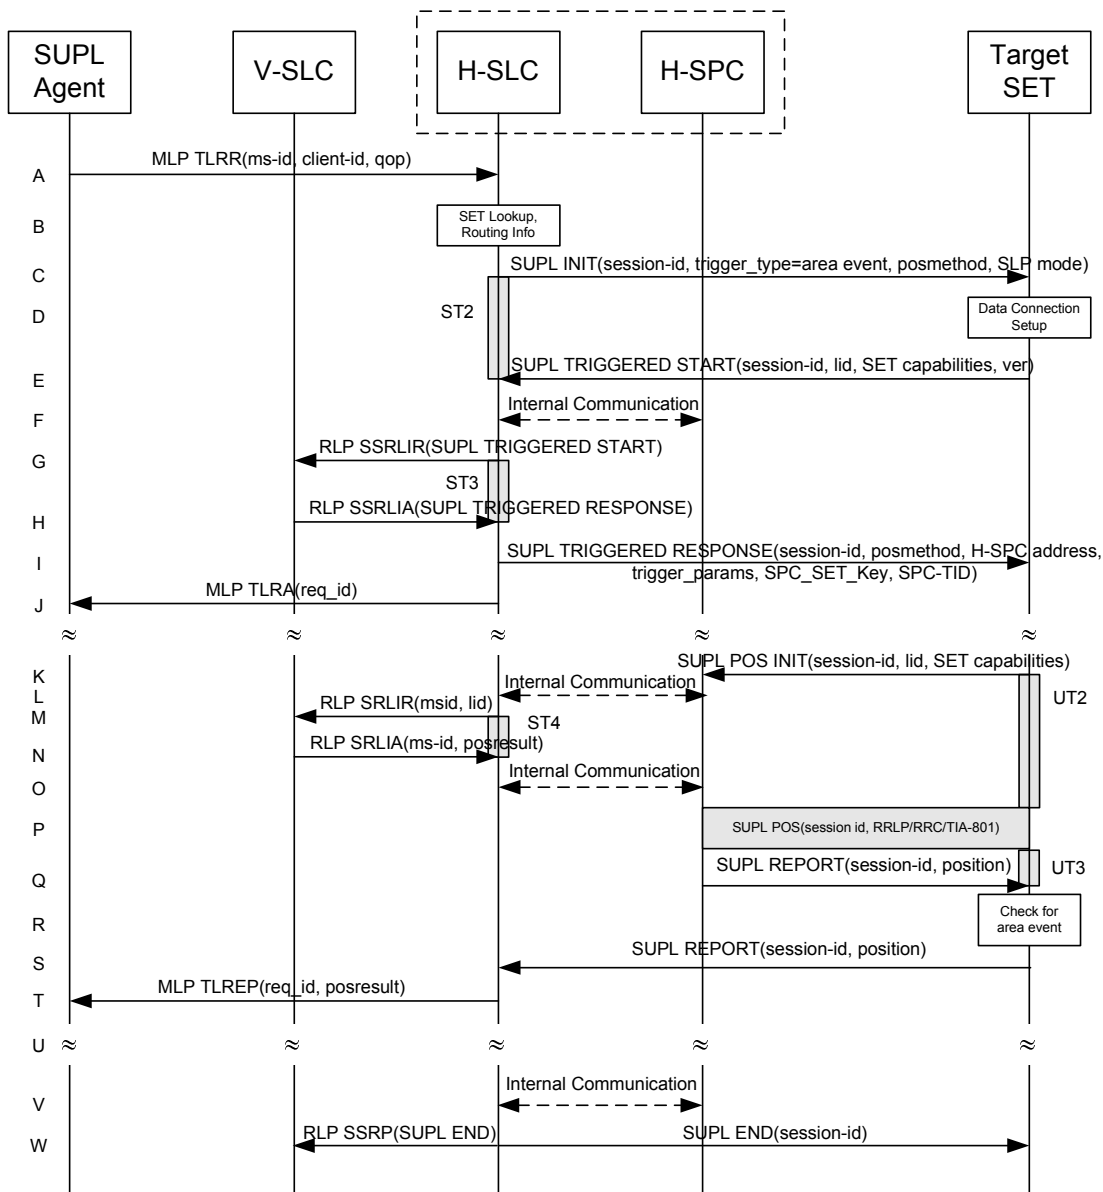 SUPL
Agent
V-SLC
H-SLC
H-SPC
Target
SET
A
MLP TLRR(ms-id, client-id, qop)
B
SET Lookup,
Routing Info
C
SUPL INIT(session-id, trigger_type=area event, posmethod, SLP mode)
D
ST2
Data Connection
Setup
E
SUPL TRIGGERED START(session-id, lid, SET capabilities, ver)
F
Internal Communication
G
RLP SSRLIR(SUPL TRIGGERED START)
ST3
H
RLP SSRLIA(SUPL TRIGGERED RESPONSE)
I
SUPL TRIGGERED RESPONSE(session-id, posmethod, H-SPC address,
trigger_params, SPC_SET_Key, SPC-TID)
J
MLP TLRA(req_id)
≈ ≈ ≈ ≈ ≈
K
SUPL POS INIT(session-id, lid, SET capabilities)
L
Internal Communication
UT2
M
RLP SRLIR(msid, lid)
ST4
N
RLP SRLIA(ms-id, posresult)
O
Internal Communication
P
SUPL POS(session id, RRLP/RRC/TIA-801)
Q
SUPL REPORT(session-id, position)
UT3
R
Check for
area event
S
SUPL REPORT(session-id, position)
T
MLP TLREP(req_id, posresult)
U ≈ ≈ ≈ ≈ ≈
V
Internal Communication
W
RLP SSRP(SUPL END)
SUPL END(session-id)